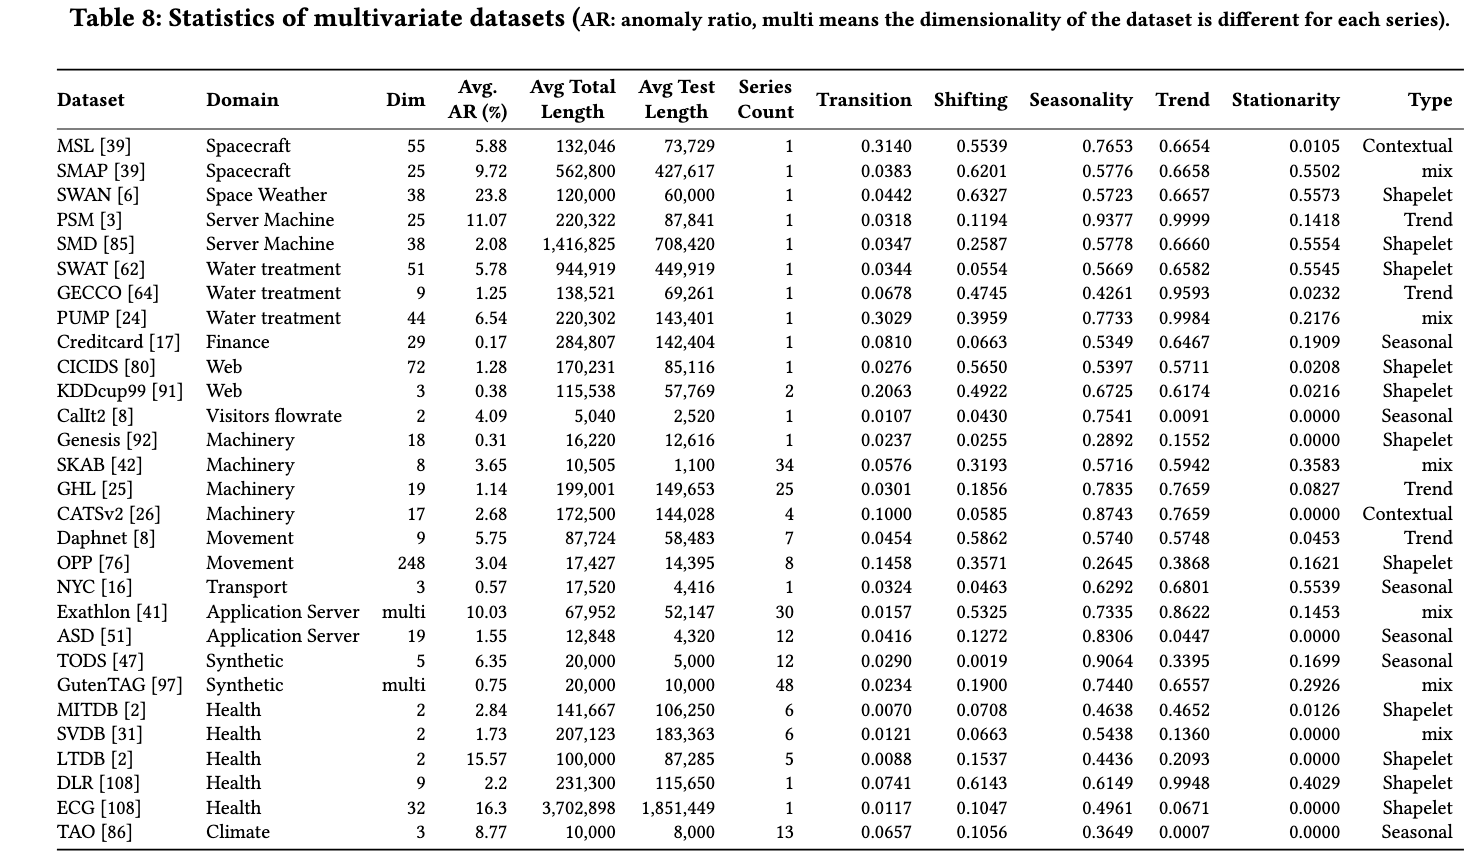 Table 8: Statistics of multivariate datasets (AR: anomaly ratio, multi means the dimensionality of the dataset is different for each series).
Dataset Domain Dim Avg. AR (%) Avg Total Length Avg Test Length Series Count Transition Shifting Seasonality Trend Stationarity Type
MSL [39] Spacecraft 55 5.88 132,046 73,729 1 0.3140 0.5539 0.7653 0.6654 0.0105 Contextual
SMAP [39] Spacecraft 25 9.72 562,800 427,617 1 0.0383 0.6201 0.5776 0.6658 0.5502 mix
SWAN [6] Space Weather 38 23.8 120,000 60,000 1 0.0442 0.6327 0.5723 0.6657 0.5573 Shapelet
PSM [3] Server Machine 25 11.07 220,322 87,841 1 0.0318 0.1194 0.9377 0.9999 0.1418 Trend
SMD [85] Server Machine 38 2.08 1,416,825 708,420 1 0.0347 0.2587 0.5778 0.6660 0.5554 Shapelet
SWAT [62] Water treatment 51 5.78 944,919 449,919 1 0.0344 0.0554 0.5669 0.6582 0.5545 Shapelet
GECCO [64] Water treatment 9 1.25 138,521 69,261 1 0.0678 0.4745 0.4261 0.9593 0.0232 Trend
PUMP [24] Water treatment 44 6.54 220,302 143,401 1 0.3029 0.3959 0.7733 0.9984 0.2176 mix
Creditcard [17] Finance 29 0.17 284,807 142,404 1 0.0810 0.0663 0.5349 0.6467 0.1909 Seasonal
CICIDS [80] Web 72 1.28 170,231 85,116 1 0.0276 0.5650 0.5397 0.5711 0.0208 Shapelet
KDDcup99 [91] Web 3 0.38 115,538 57,769 2 0.2063 0.4922 0.6725 0.6174 0.0216 Shapelet
CalIt2 [8] Visitors flowrate 2 4.09 5,040 2,520 1 0.0107 0.0430 0.7541 0.0091 0.0000 Seasonal
Genesis [92] Machinery 18 0.31 16,220 12,616 1 0.0237 0.0255 0.2892 0.1552 0.0000 Shapelet
SKAB [42] Machinery 8 3.65 10,505 1,100 34 0.0576 0.3193 0.5716 0.5942 0.3583 mix
GHL [25] Machinery 19 1.14 199,001 149,653 25 0.0301 0.1856 0.7835 0.7659 0.0827 Trend
CATSv2 [26] Machinery 17 2.68 172,500 144,028 4 0.1000 0.0585 0.8743 0.7659 0.0000 Contextual
Daphnet [8] Movement 9 5.75 87,724 58,483 7 0.0454 0.5862 0.5740 0.5748 0.0453 Trend
OPP [76] Movement 248 3.04 17,427 14,395 8 0.1458 0.3571 0.2645 0.3868 0.1621 Shapelet
NYC [16] Transport 3 0.57 17,520 4,416 1 0.0324 0.0463 0.6292 0.6801 0.5539 Seasonal
Exathlon [41] Application Server multi 10.03 67,952 52,147 30 0.0157 0.5325 0.7335 0.8622 0.1453 mix
ASD [51] Application Server 19 1.55 12,848 4,320 12 0.0416 0.1272 0.8306 0.0447 0.0000 Seasonal
TODS [47] Synthetic 5 6.35 20,000 5,000 12 0.0290 0.0019 0.9064 0.3395 0.1699 Seasonal
GutenTAG [97] Synthetic multi 0.75 20,000 10,000 48 0.0234 0.1900 0.7440 0.6557 0.2926 mix
MITDB [2] Health 2 2.84 141,667 106,250 6 0.0070 0.0708 0.4638 0.4652 0.0126 Shapelet
SVDB [31] Health 2 1.73 207,123 183,363 6 0.0121 0.0663 0.5438 0.1360 0.0000 mix
LTDB [2] Health 2 15.57 100,000 87,285 5 0.0088 0.1537 0.4436 0.2093 0.0000 Shapelet
DLR [108] Health 9 2.2 231,300 115,650 1 0.0741 0.6143 0.6149 0.9948 0.4029 Shapelet
ECG [108] Health 32 16.3 3,702,898 1,851,449 1 0.0117 0.1047 0.4961 0.0671 0.0000 Shapelet
TAO [86] Climate 3 8.77 10,000 8,000 13 0.0657 0.1056 0.3649 0.0007 0.0000 Seasonal